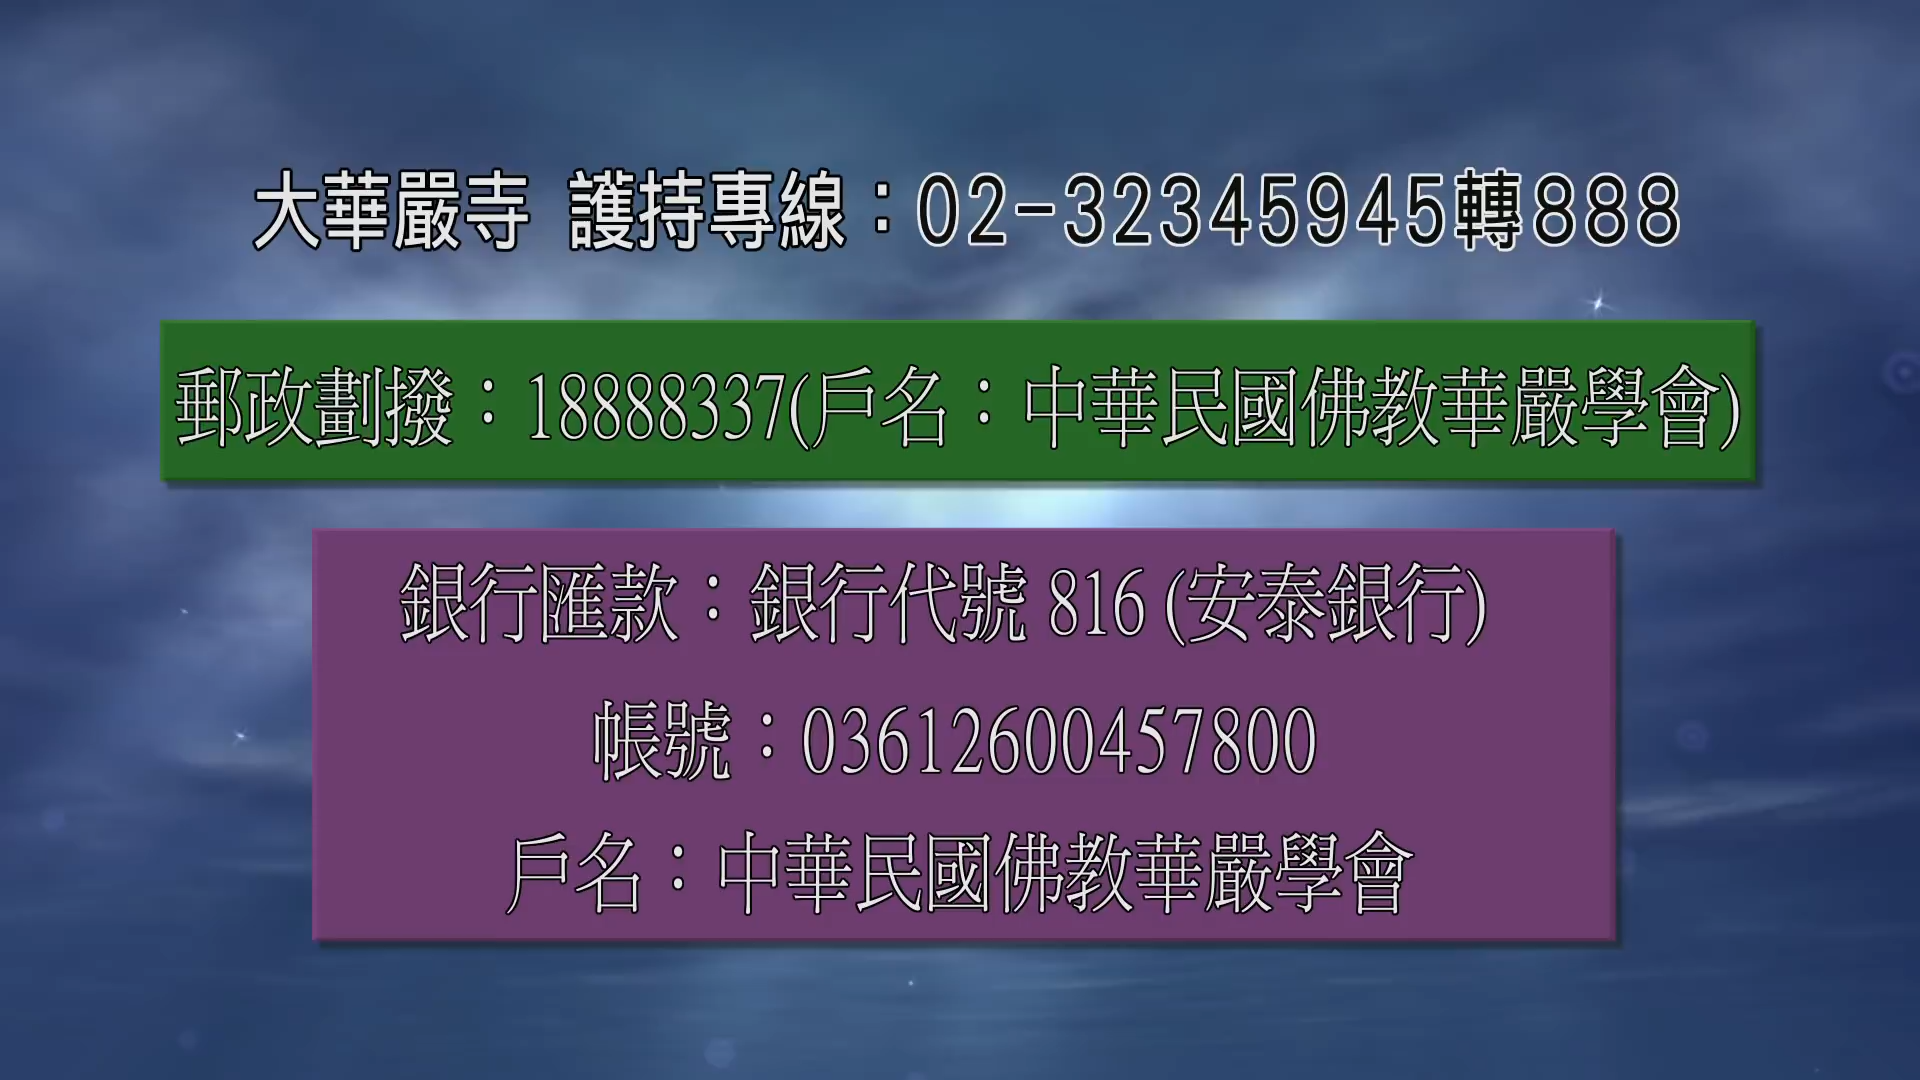 大華嚴寺 護持專線：02-32345945轉888
郵政劃撥：18888337(戶名：中華民國佛教華嚴學會)
銀行匯款：銀行代號 816 (安泰銀行)
帳號：03612600457800
戶名：中華民國佛教華嚴學會